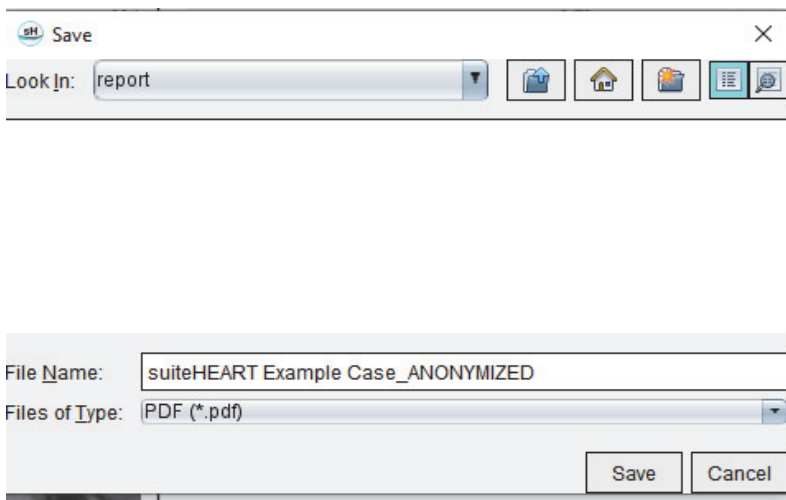 sH Save
Look In: report
File Name: suiteHEART Example Case_ANONYMIZED
Files of Type: PDF (*.pdf)
Save Cancel